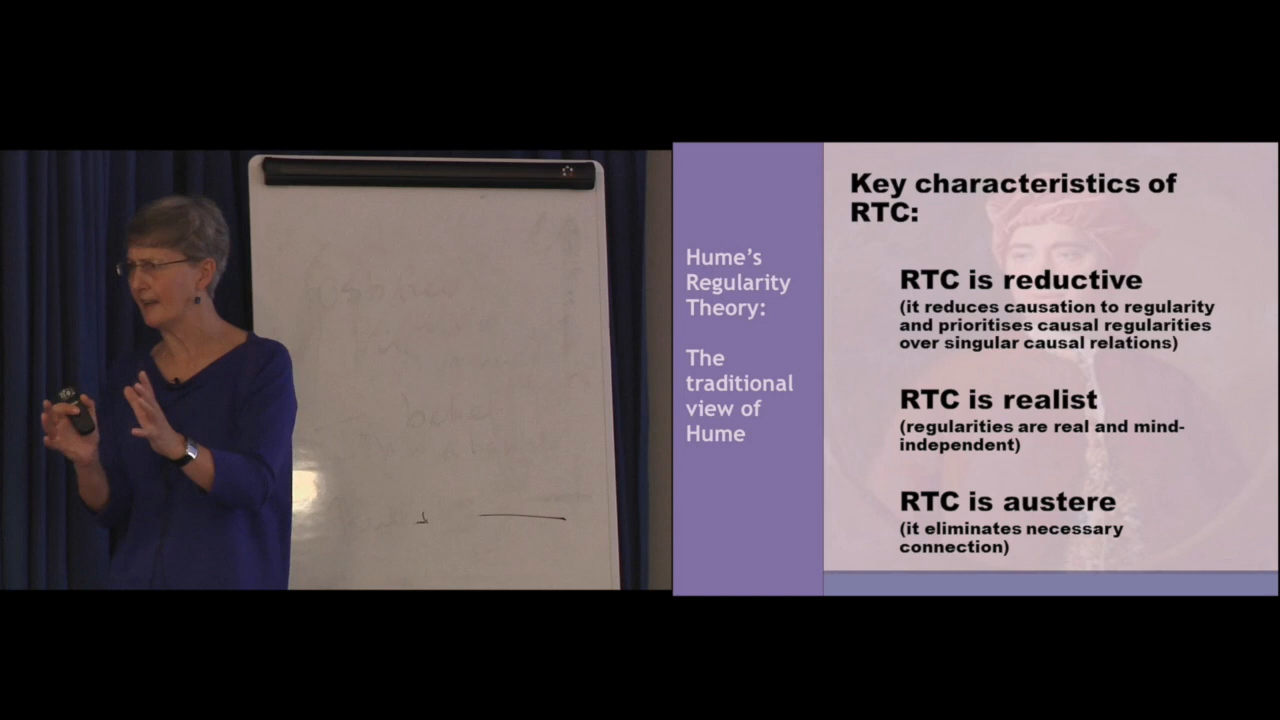 Hume's
Regularity
Theory:
The
traditional
view of
Hume
Key characteristics of
RTC:
RTC is reductive
(it reduces causation to regularity
and prioritises causal regularities
over singular causal relations)
RTC is realist
(regularities are real and mind-
independent)
RTC is austere
(it eliminates necessary
connection)